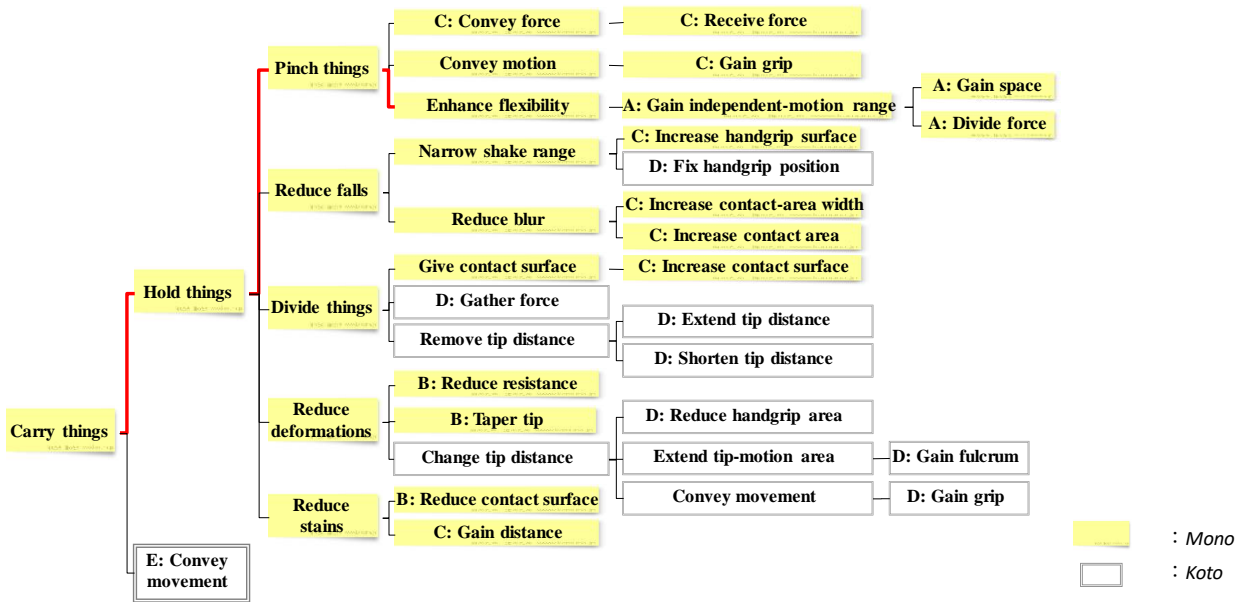 C: Convey force
C: Receive force
Pinch things
Convey motion
C: Gain grip
A: Gain space
Enhance flexibility
A: Gain independent-motion range
A: Divide force
C: Increase handgrip surface
Narrow shake range
D: Fix handgrip position
Reduce falls
C: Increase contact-area width
Reduce blur
C: Increase contact area
Give contact surface
C: Increase contact surface
Hold things
Divide things
D: Gather force
D: Extend tip distance
Remove tip distance
D: Shorten tip distance
B: Reduce resistance
Reduce
deformations
B: Taper tip
D: Reduce handgrip area
Carry things
Change tip distance
Extend tip-motion area
D: Gain fulcrum
Convey movement
D: Gain grip
Reduce
stains
B: Reduce contact surface
C: Gain distance
E: Convey
movement
: Mono
: Koto